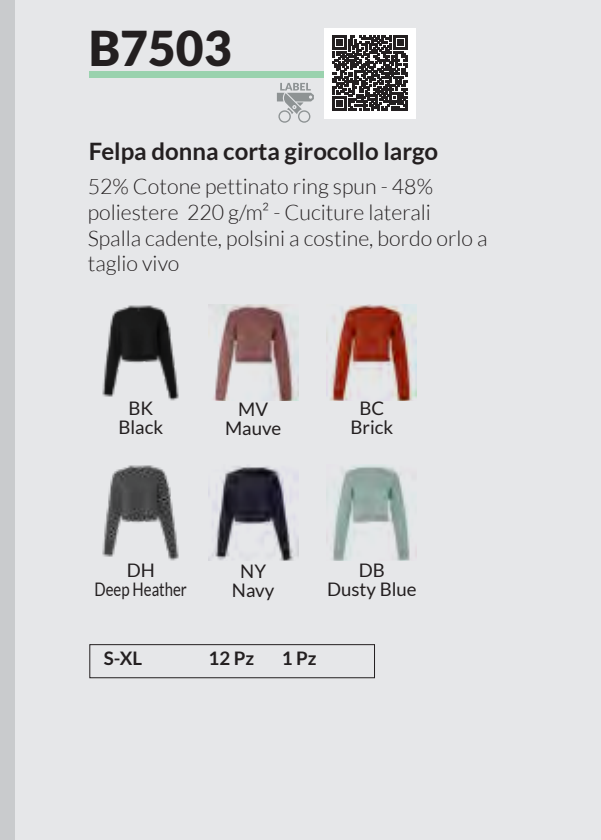 B7503
LABEL
Felpa donna corta girocollo largo
52% Cotone pettinato ring spun - 48%
poliestere 220 g/m² - Cuciture laterali
Spalla cadente, polsini a costine, bordo orlo a
taglio vivo
BK MV BC
Black Mauve Brick
DH NY DB
Deep Heather Navy Dusty Blue
S-XL 12 Pz 1 Pz